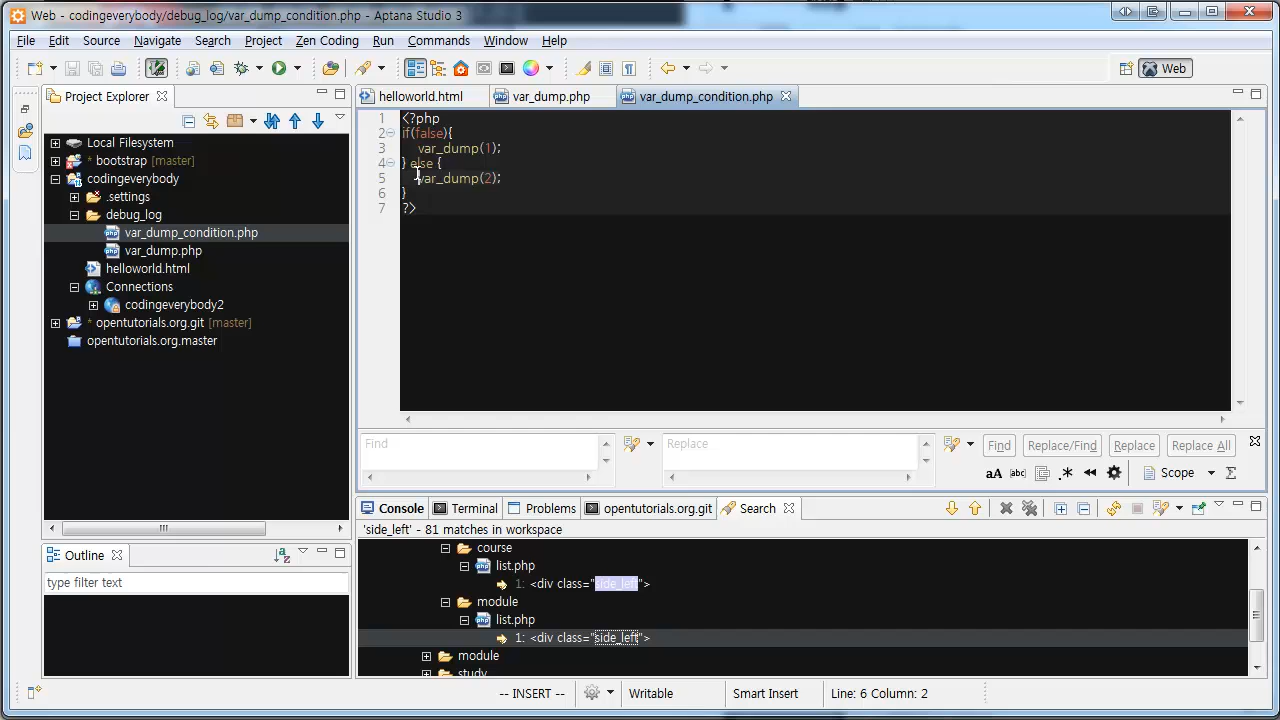 Web - codingeverybody/debug_log/var_dump_condition.php - Aptana Studio 3
File Edit Source Navigate Search Project Zen Coding Run Commands Window Help
Web
Project Explorer
helloworld.html
var_dump.php
var_dump_condition.php
Local Filesystem
* bootstrap [master]
codingeverybody
.settings
debug_log
var_dump_condition.php
var_dump.php
helloworld.html
Connections
codingeverybody2
* opentutorials.org.git [master]
opentutorials.org.master
1 <?php
2 if(false){
3 var_dump(1);
4 } else {
5 var_dump(2);
6 }
7 ?>
Find
Replace
Find Replace/Find Replace Replace All
aA abc .* Scope Σ
Outline
type filter text
Console Terminal Problems opentutorials.org.git Search
'side_left' - 81 matches in workspace
course
list.php
1: <div class="side_left">
module
list.php
1: <div class="side_left">
module
study
-- INSERT -- Writable Smart Insert Line: 6 Column: 2